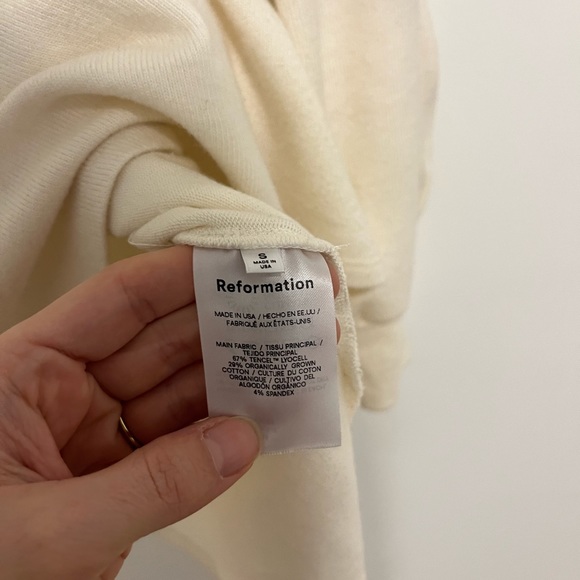 S
MADE IN
USA
Reformation
MADE IN USA / HECHO EN EE.UU /
FABRIQUÉ AUX ÉTATS-UNIS
MAIN FABRIC / TISSU PRINCIPAL /
TEJIDO PRINCIPAL
67% TENCEL™ LYOCELL
29% ORGANICALLY GROWN
COTTON / CULTURE DU COTON
ORGANIQUE / CULTIVO DEL
ALGODÓN ORGÁNICO
4% SPANDEX